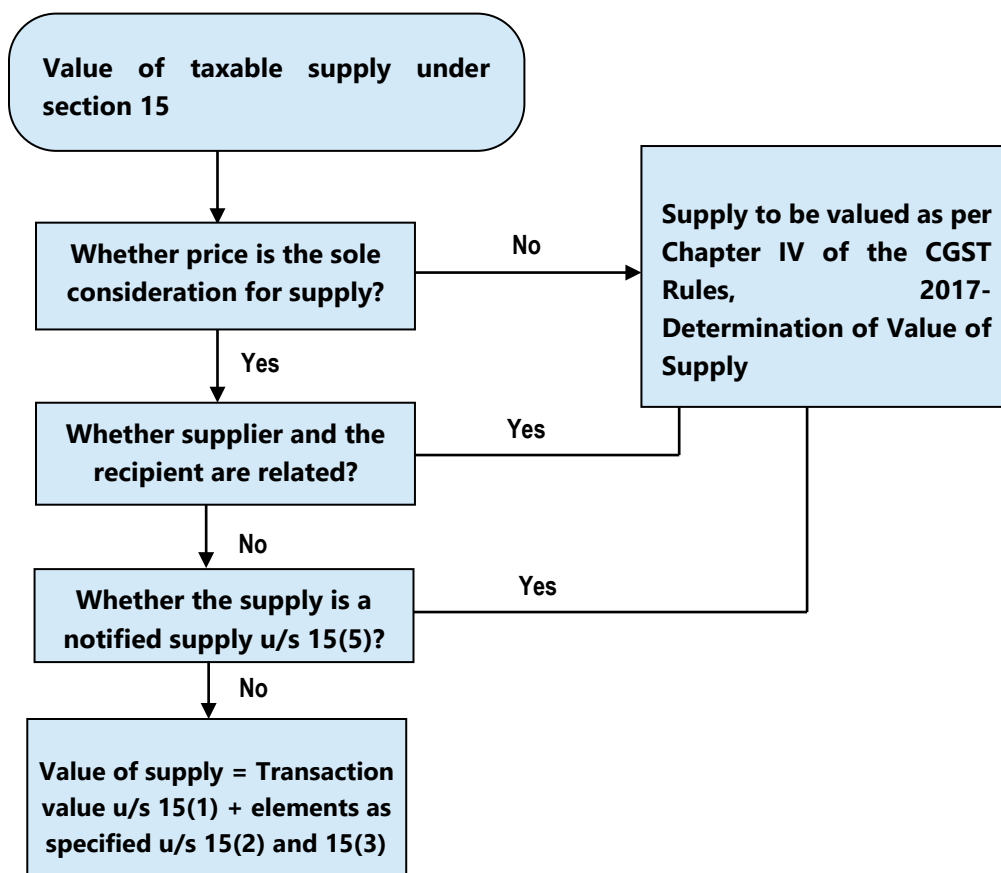 Value of taxable supply under
section 15
Whether price is the sole
consideration for supply?
No
Supply to be valued as per
Chapter IV of the CGST
Rules, 2017-
Determination of Value of
Supply
Yes
Whether supplier and the
recipient are related?
Yes
No
Whether the supply is a
notified supply u/s 15(5)?
Yes
No
Value of supply = Transaction
value u/s 15(1) + elements as
specified u/s 15(2) and 15(3)